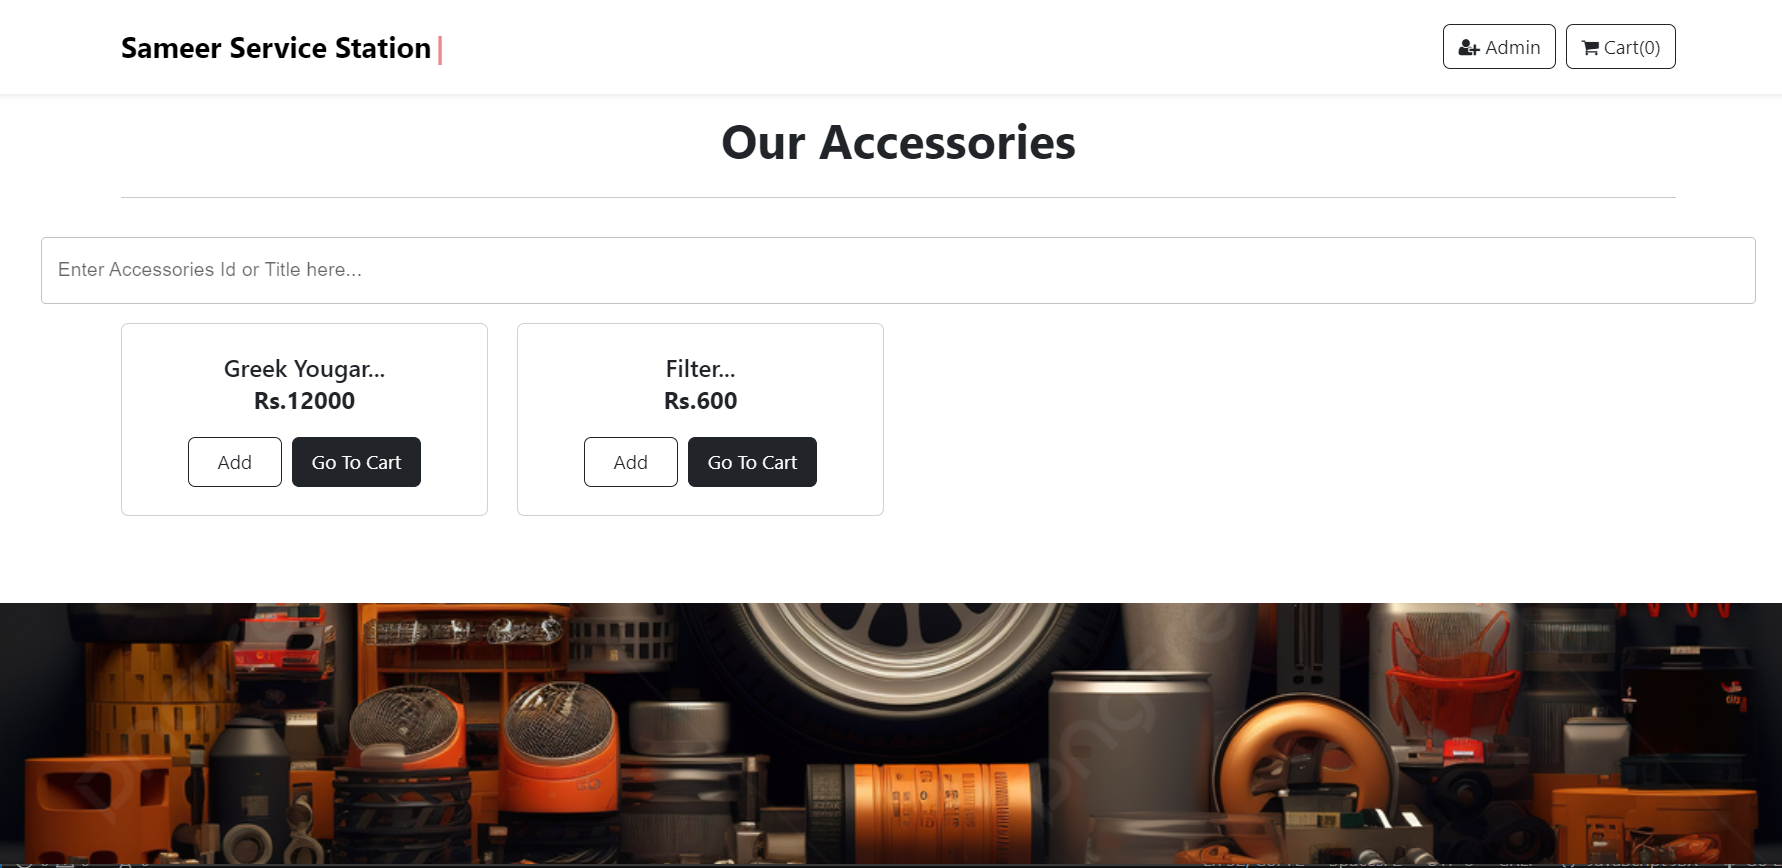 Sameer Service Station|
Admin
Cart(0)
Our Accessories
Enter Accessories Id or Title here...
Greek Yougar...
Rs.12000
Add
Go To Cart
Filter...
Rs.600
Add
Go To Cart